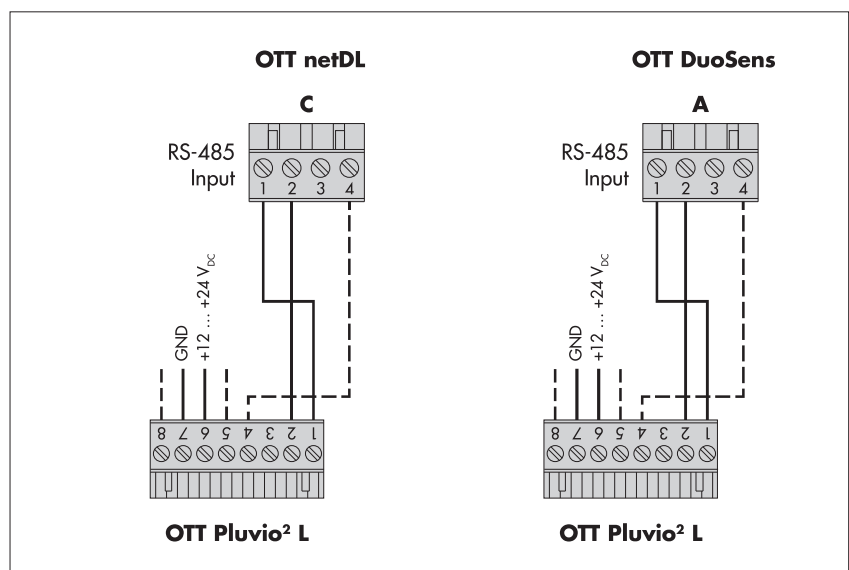 OTT netDL
C
RS-485
Input
1 2 3 4
GND
+12 ... +24 VDC
8 7 6 5 4 3 2 1
OTT Pluvio² L
OTT DuoSens
A
RS-485
Input
1 2 3 4
GND
+12 ... +24 VDC
8 7 6 5 4 3 2 1
OTT Pluvio² L